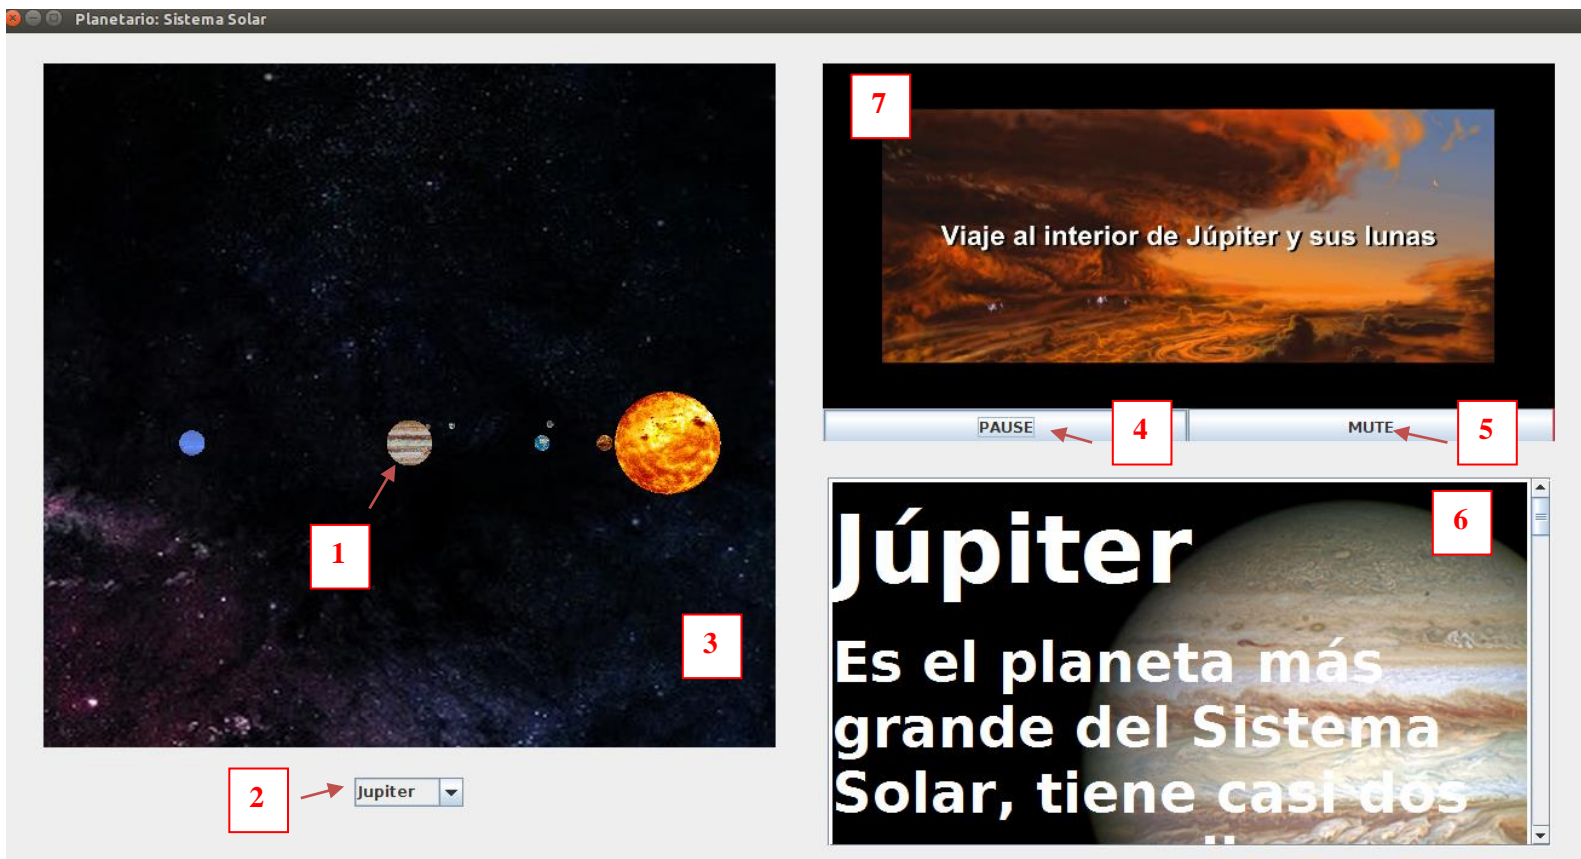 Planetario: Sistema Solar
7
Viaje al interior de Júpiter y sus lunas
PAUSE
4
MUTE
5
1
3
2
Jupiter
6
Júpiter
Es el planeta más
grande del Sistema
Solar, tiene casi dos